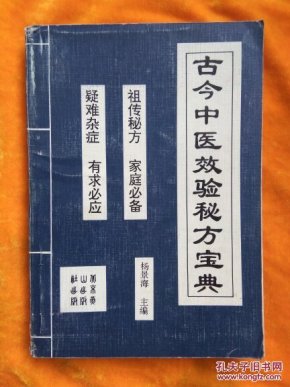 古今中医效验秘方宝典
祖传秘方 家庭必备
疑难杂症 有求必应
杨景海 主编
孔夫子旧书网